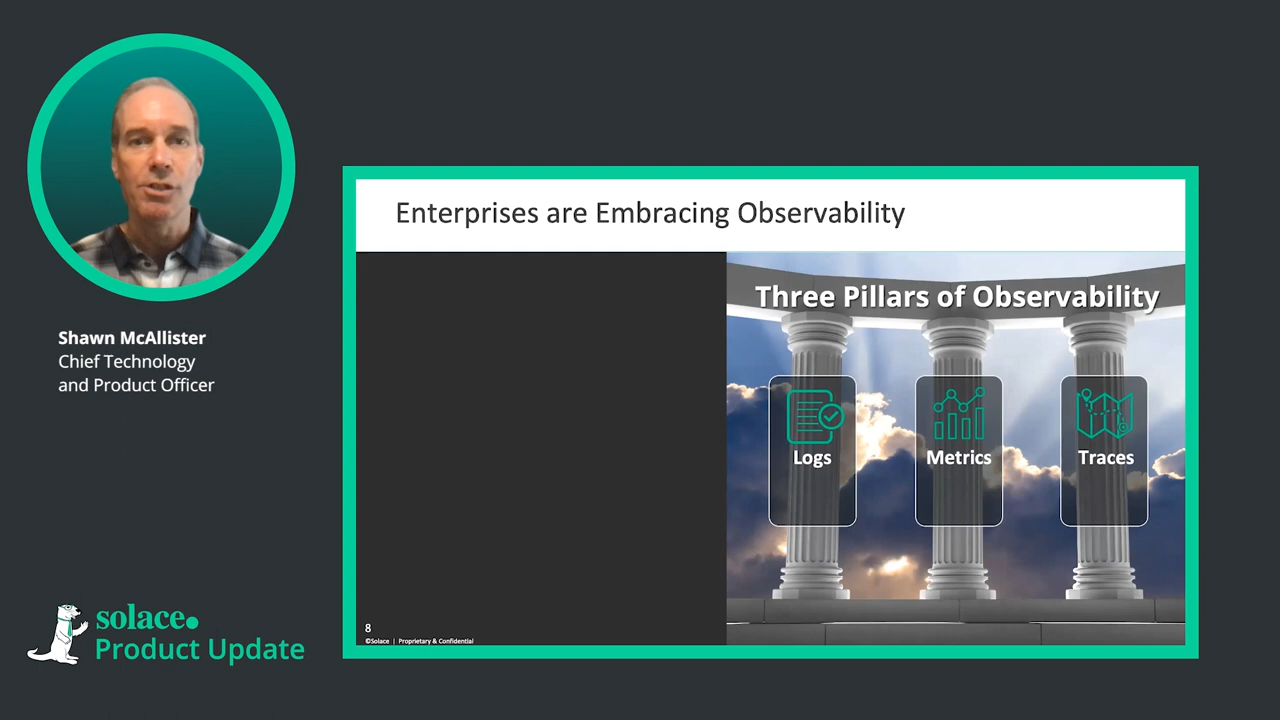 Shawn McAllister
Chief Technology
and Product Officer
solace.
Product Update
Enterprises are Embracing Observability
Three Pillars of Observability
Logs
Metrics
Traces
8
©Solace | Proprietary & Confidential